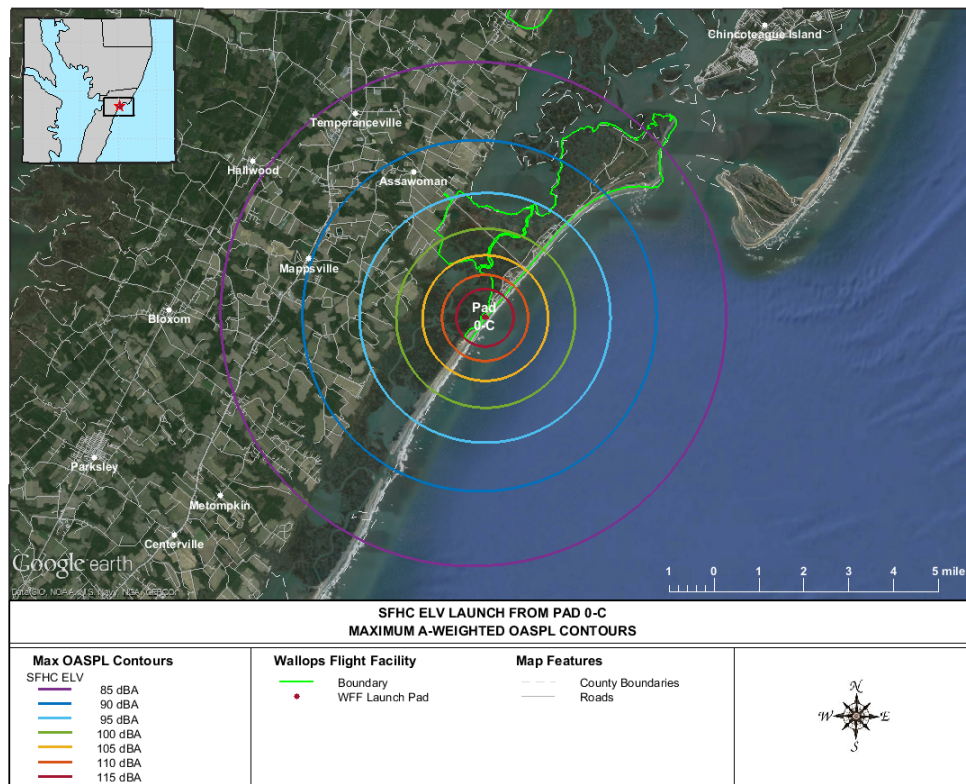 Chincoteague Island
Temperanceville
Hallwood
Assawoman
Mappsville
Pad
0-C
Bloxom
Parksley
Metompkin
Centerville
Google earth
1 0 1 2 3 4 5 mile
SFHC ELV LAUNCH FROM PAD 0-C
MAXIMUM A-WEIGHTED OASPL CONTOURS
Max OASPL Contours
SFHC ELV
85 dBA
90 dBA
95 dBA
100 dBA
105 dBA
110 dBA
115 dBA
Wallops Flight Facility
Boundary
WFF Launch Pad
Map Features
County Boundaries
Roads
N
W E
S